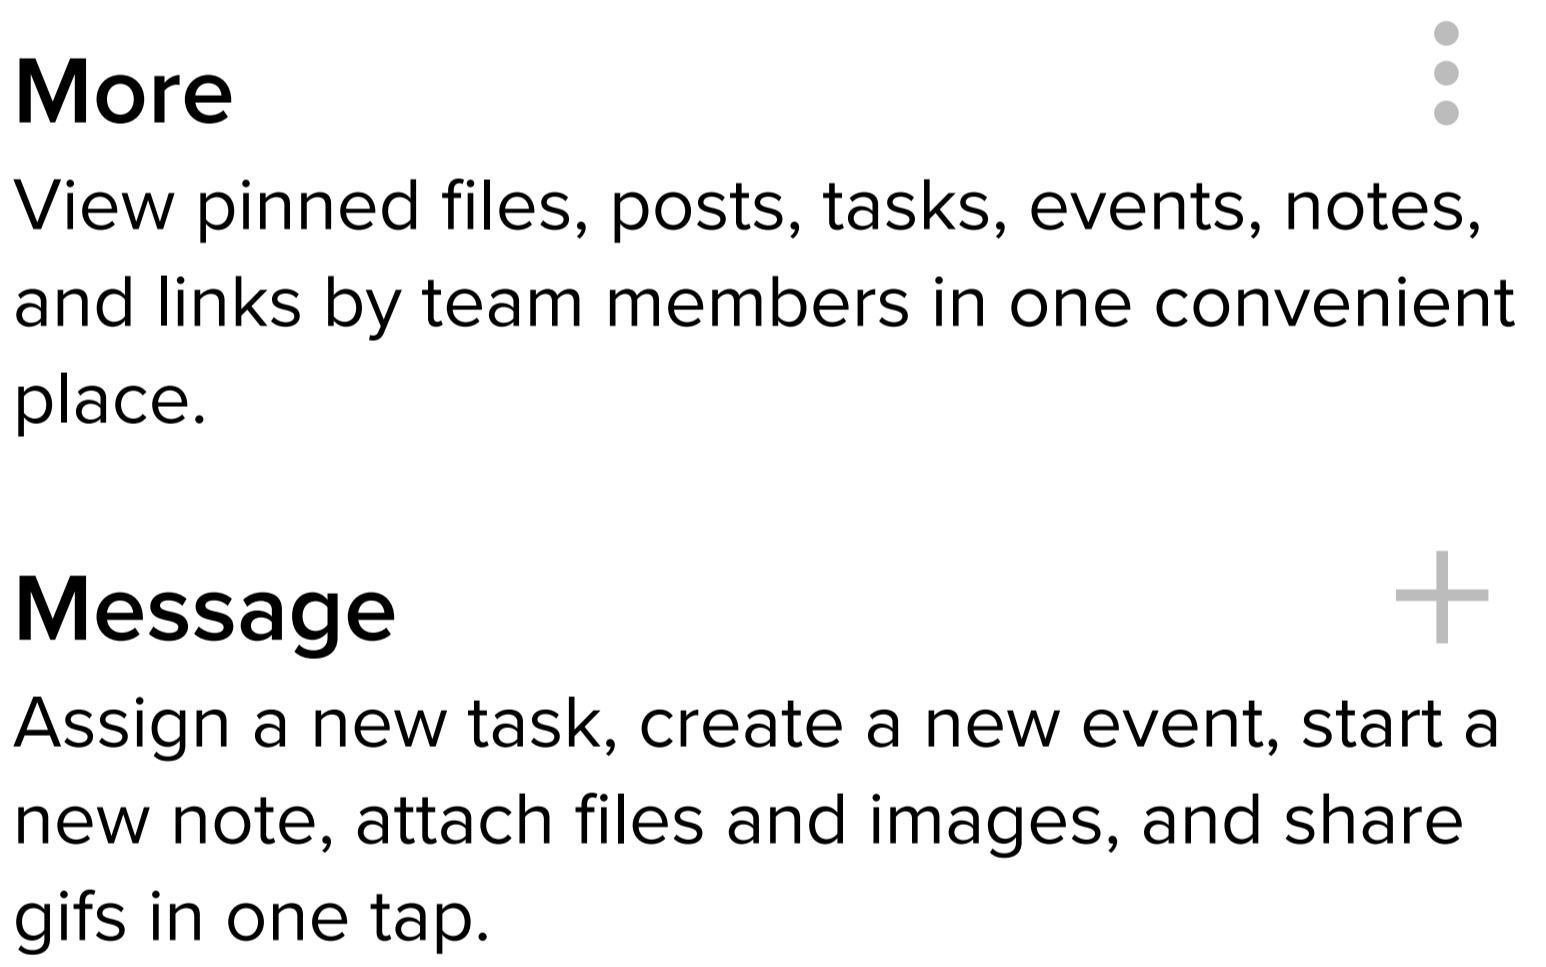 More
View pinned files, posts, tasks, events, notes,
and links by team members in one convenient
place.
Message
Assign a new task, create a new event, start a
new note, attach files and images, and share
gifs in one tap.